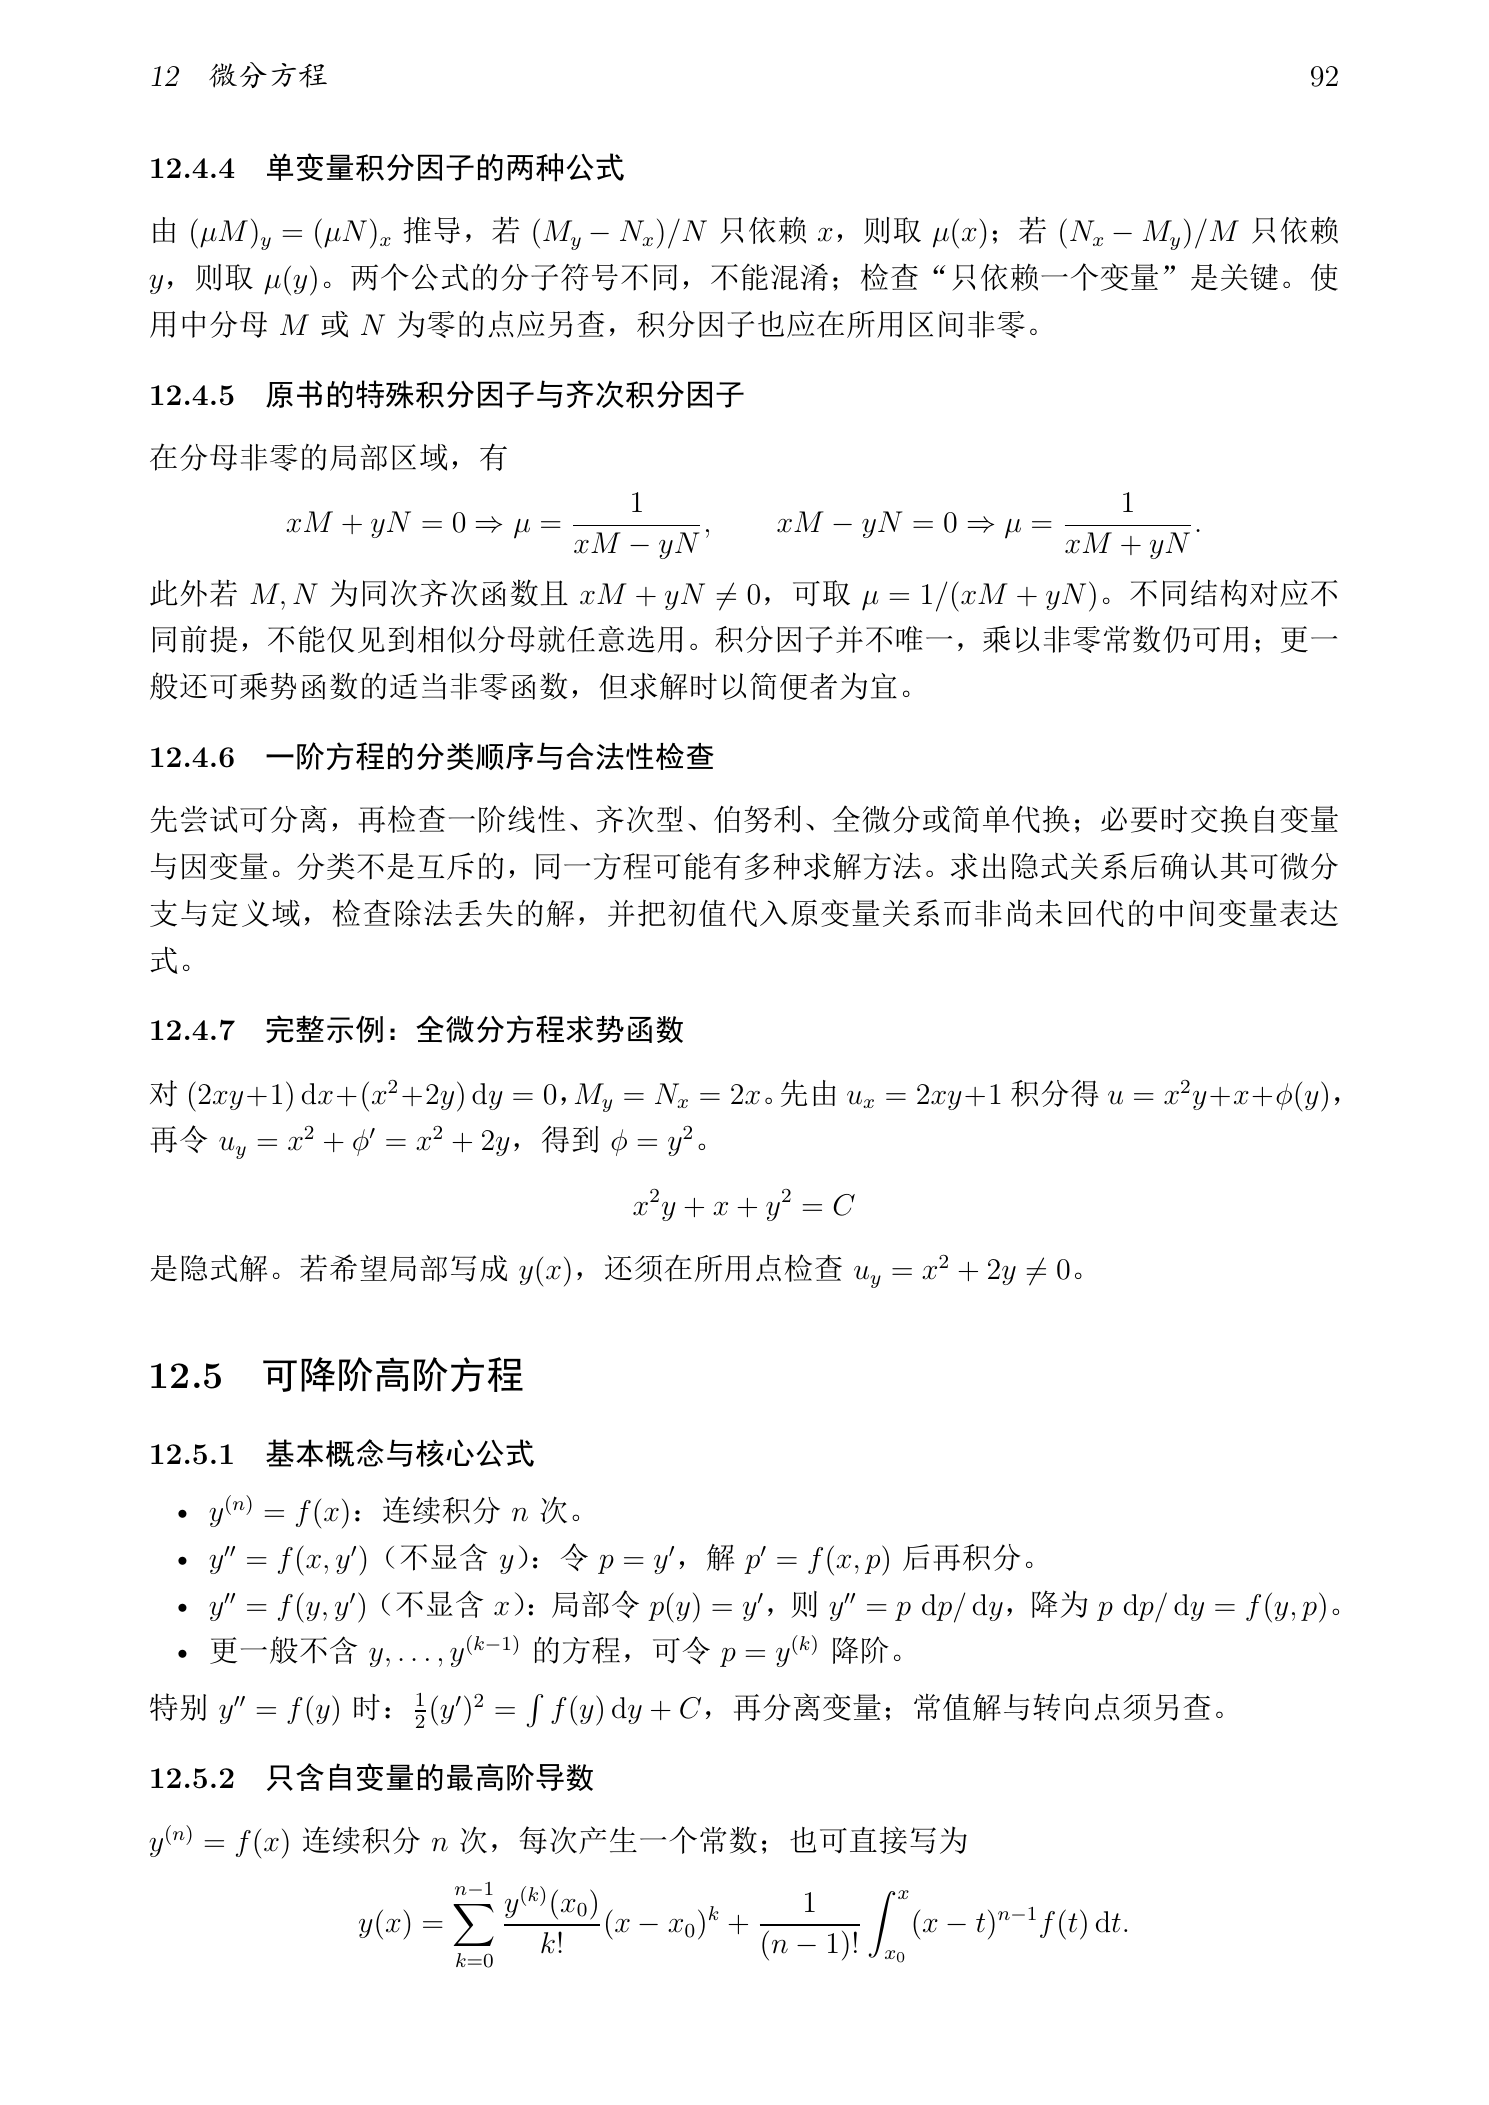 12 微分方程 92
12.4.4 单变量积分因子的两种公式
由 (μM)_y = (μN)_x 推导，若 (M_y − N_x)/N 只依赖 x，则取 μ(x)；若 (N_x − M_y)/M 只依赖
y，则取 μ(y)。两个公式的分子符号不同，不能混淆；检查“只依赖一个变量”是关键。使
用中分母 M 或 N 为零的点应另查，积分因子也应在所用区间非零。
12.4.5 原书的特殊积分因子与齐次积分因子
在分母非零的局部区域，有
xM + yN = 0 ⇒ μ = \frac{1}{xM − yN}, xM − yN = 0 ⇒ μ = \frac{1}{xM + yN}.
此外若 M, N 为同次齐次函数且 xM + yN ≠ 0，可取 μ = 1/(xM + yN)。不同结构对应不
同前提，不能仅见到相似分母就任意选用。积分因子并不唯一，乘以非零常数仍可用；更一
般还可乘势函数的适当非零函数，但求解时以简便者为宜。
12.4.6 一阶方程的分类顺序与合法性检查
先尝试可分离，再检查一阶线性、齐次型、伯努利、全微分或简单代换；必要时交换自变量
与因变量。分类不是互斥的，同一方程可能有多种求解方法。求出隐式关系后确认其可微分
支与定义域，检查除法丢失的解，并把初值代入原变量关系而非尚未回代的中间变量表达
式。
12.4.7 完整示例：全微分方程求势函数
对 (2xy+1) dx+(x²+2y) dy = 0，M_y = N_x = 2x。先由 u_x = 2xy+1 积分得 u = x²y+x+ϕ(y)，
再令 u_y = x² + ϕ′ = x² + 2y，得到 ϕ = y²。
x²y + x + y² = C
是隐式解。若希望局部写成 y(x)，还须在所用点检查 u_y = x² + 2y ≠ 0。
12.5 可降阶高阶方程
12.5.1 基本概念与核心公式
• y^{(n)} = f(x)：连续积分 n 次。
• y″ = f(x, y′)（不显含 y）：令 p = y′，解 p′ = f(x, p) 后再积分。
• y″ = f(y, y′)（不显含 x）：局部令 p(y) = y′，则 y″ = p dp/ dy，降为 p dp/ dy = f(y, p)。
• 更一般不含 y, . . . , y^{(k−1)} 的方程，可令 p = y^{(k)} 降阶。
特别 y″ = f(y) 时：\frac{1}{2}(y′)² = ∫ f(y) dy + C，再分离变量；常值解与转向点须另查。
12.5.2 只含自变量的最高阶导数
y^{(n)} = f(x) 连续积分 n 次，每次产生一个常数；也可直接写为
y(x) = \sum_{k=0}^{n−1} \frac{y^{(k)}(x_0)}{k!}(x − x_0)^k + \frac{1}{(n − 1)!} \int_{x_0}^{x} (x − t)^{n−1} f(t) dt.